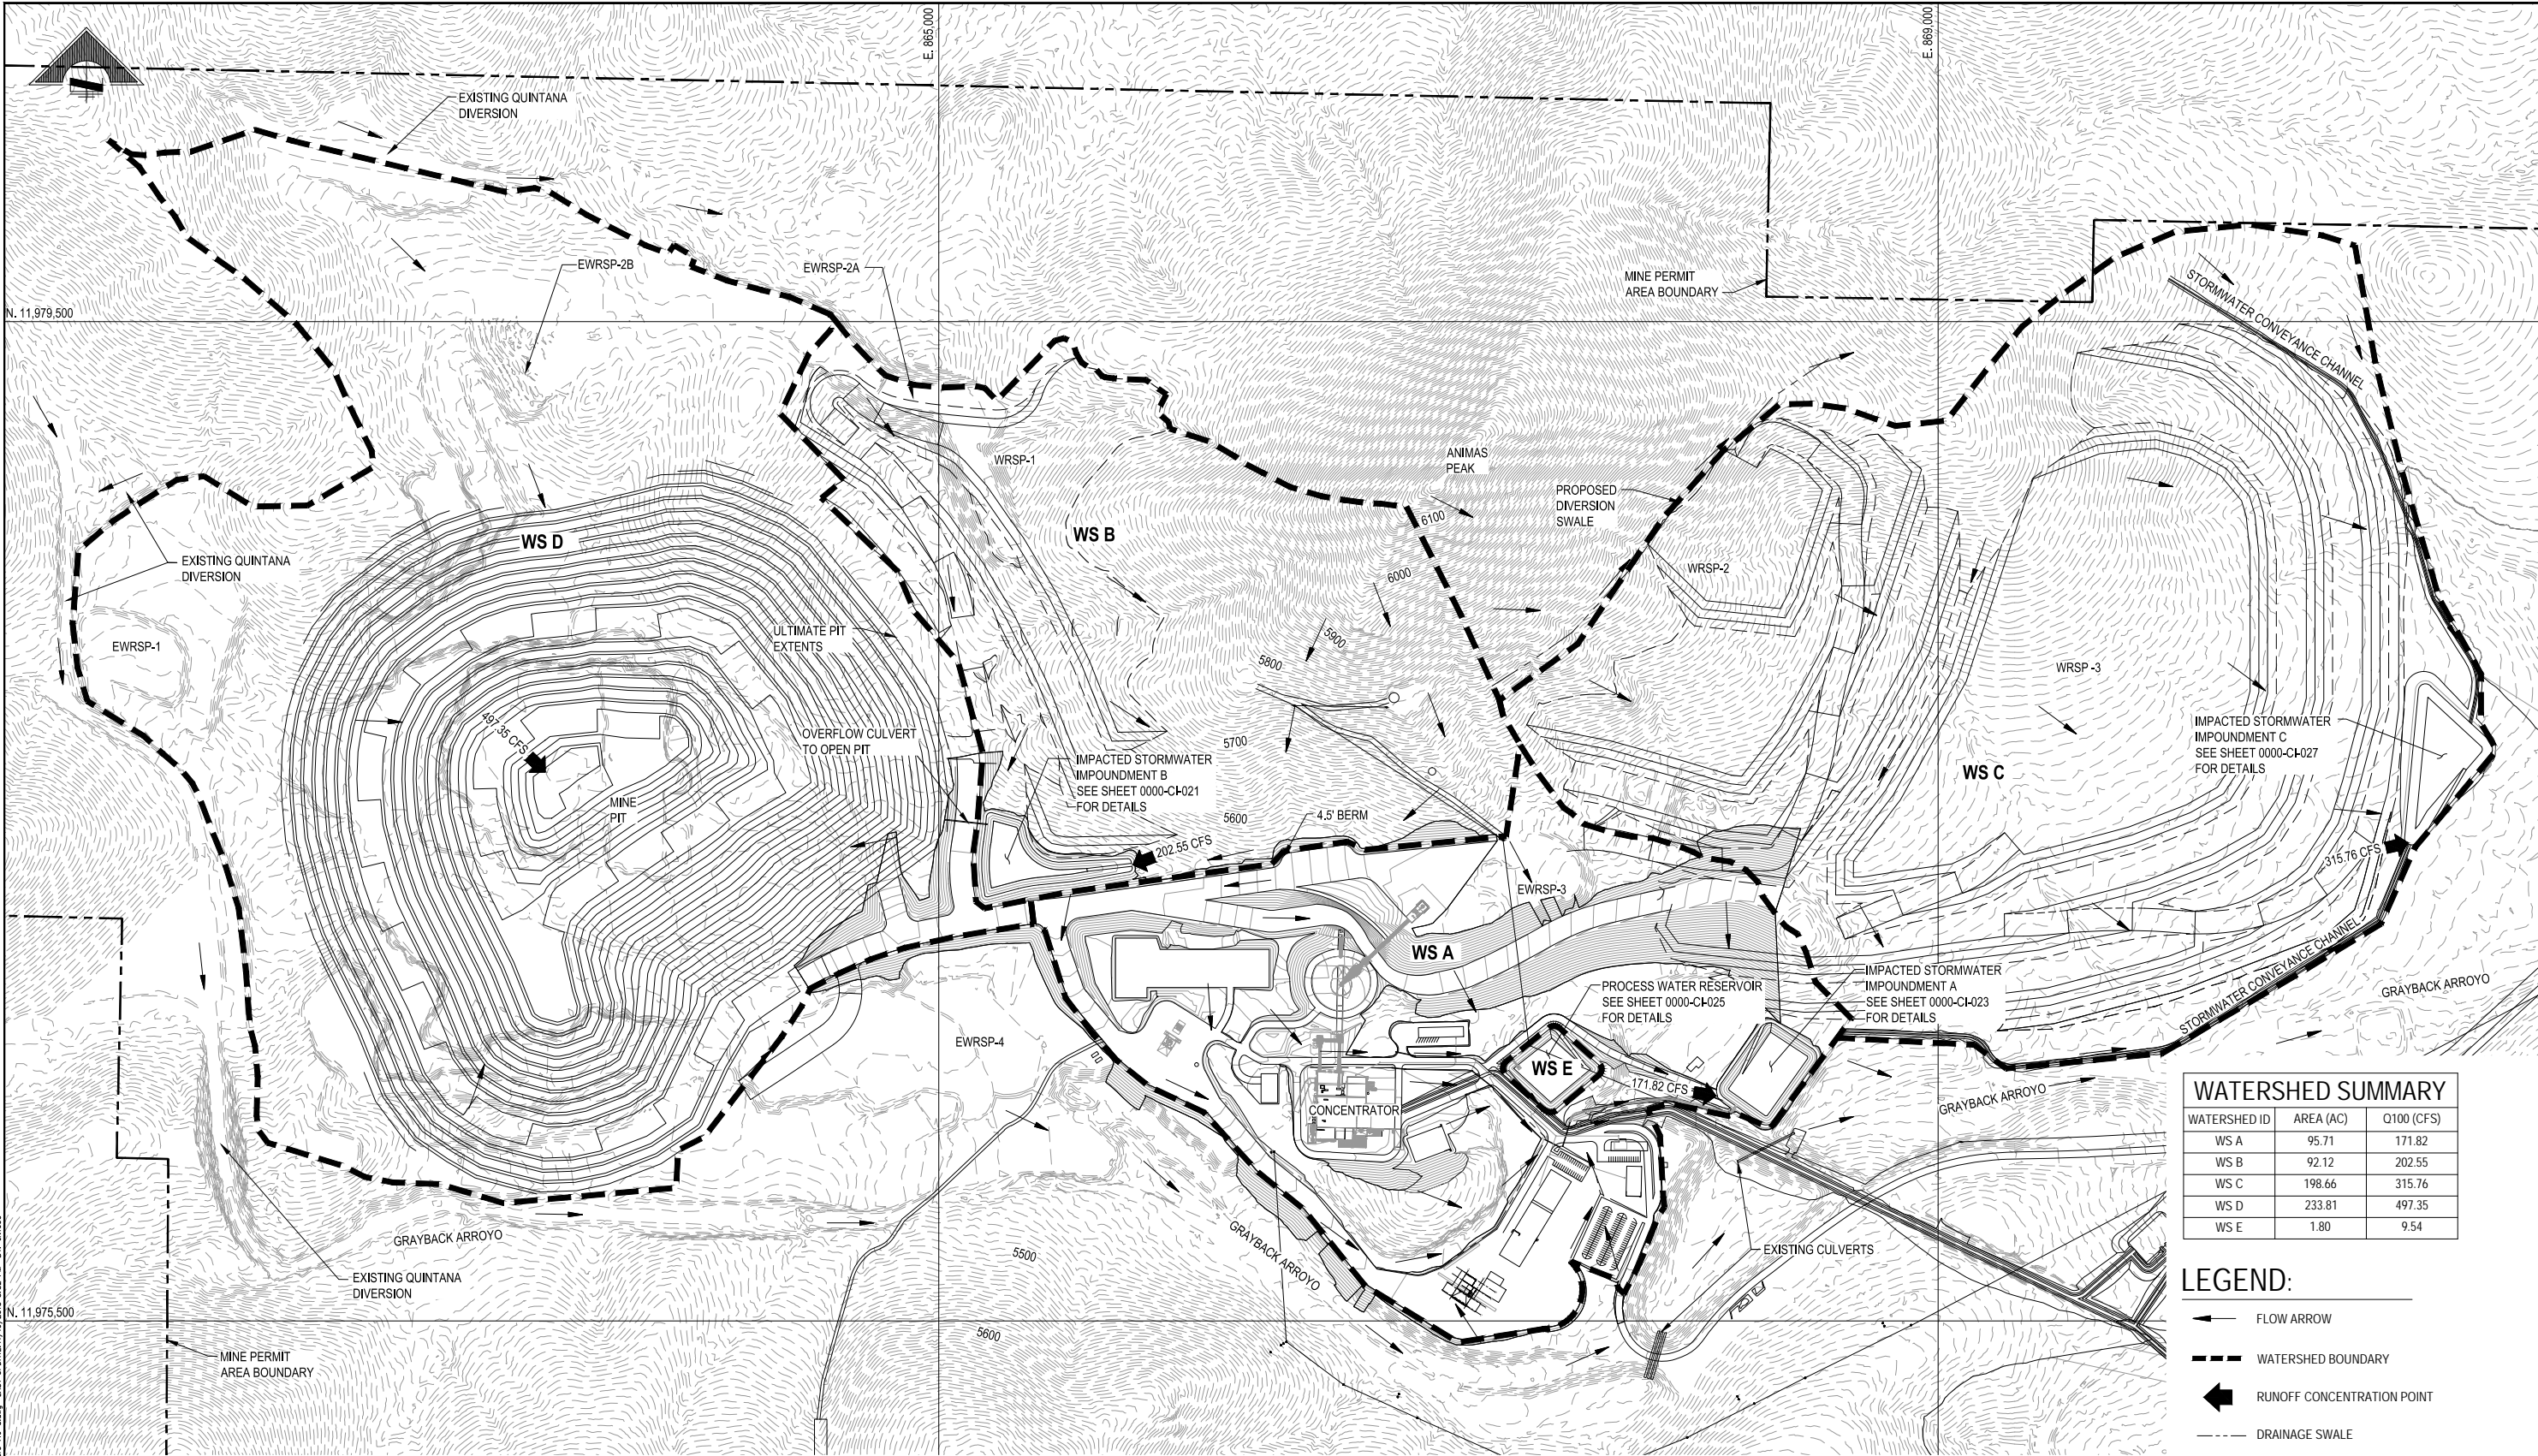 E. 865,000
E. 869,000
EXISTING QUINTANA
DIVERSION
EWRSP-2B
EWRSP-2A
MINE PERMIT
AREA BOUNDARY
STORMWATER CONVEYANCE CHANNEL
N. 11,979,500
ANIMAS
PEAK
WRSP-1
PROPOSED
DIVERSION
SWALE
6100
WS B
WS D
EXISTING QUINTANA
DIVERSION
6000
WRSP-2
EWRSP-1
ULTIMATE PIT
EXTENTS
5900
5800
WRSP -3
497.35 CFS
OVERFLOW CULVERT
TO OPEN PIT
5700
IMPACTED STORMWATER
IMPOUNDMENT B
SEE SHEET 0000-CI-021
FOR DETAILS
IMPACTED STORMWATER
IMPOUNDMENT C
SEE SHEET 0000-CI-027
FOR DETAILS
WS C
MINE
PIT
5600
4.5' BERM
202.55 CFS
315.76 CFS
EWRSP-3
WS A
IMPACTED STORMWATER
IMPOUNDMENT A
SEE SHEET 0000-CI-023
FOR DETAILS
PROCESS WATER RESERVOIR
SEE SHEET 0000-CI-025
FOR DETAILS
STORMWATER CONVEYANCE CHANNEL
GRAYBACK ARROYO
EWRSP-4
WS E
171.82 CFS
GRAYBACK ARROYO
CONCENTRATOR
GRAYBACK ARROYO
GRAYBACK ARROYO
5500
EXISTING CULVERTS
EXISTING QUINTANA
DIVERSION
N. 11,975,500
5600
MINE PERMIT
AREA BOUNDARY
WATERSHED SUMMARY
WATERSHED ID AREA (AC) Q100 (CFS)
WS A 95.71 171.82
WS B 92.12 202.55
WS C 198.66 315.76
WS D 233.81 497.35
WS E 1.80 9.54
LEGEND:
FLOW ARROW
WATERSHED BOUNDARY
RUNOFF CONCENTRATION POINT
DRAINAGE SWALE